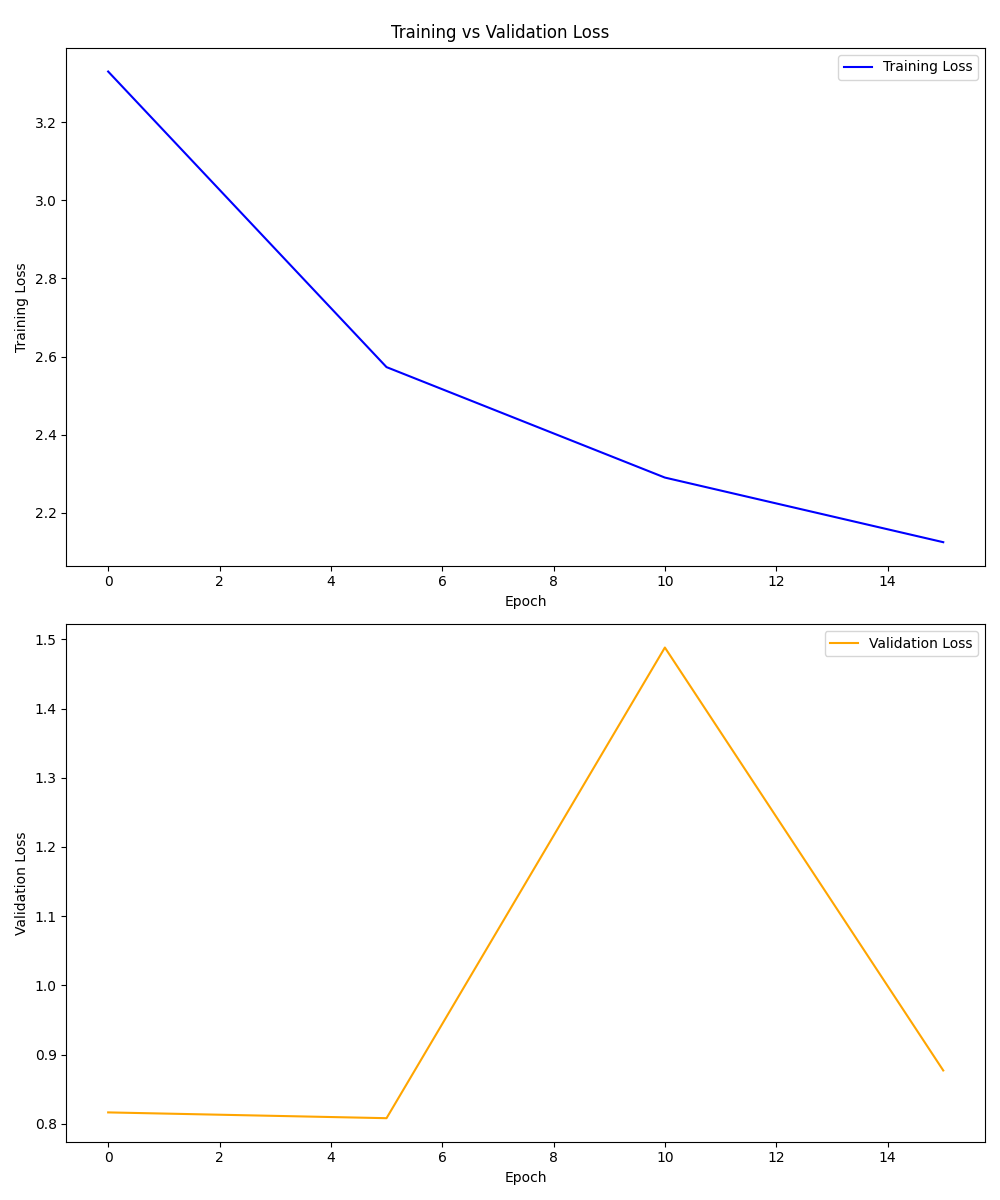 Training vs Validation Loss
Training Loss
3.2
3.0
2.8
2.6
2.4
2.2
Training Loss
0 2 4 6 8 10 12 14
Epoch
Validation Loss
1.5
1.4
1.3
1.2
1.1
1.0
0.9
0.8
Validation Loss
0 2 4 6 8 10 12 14
Epoch